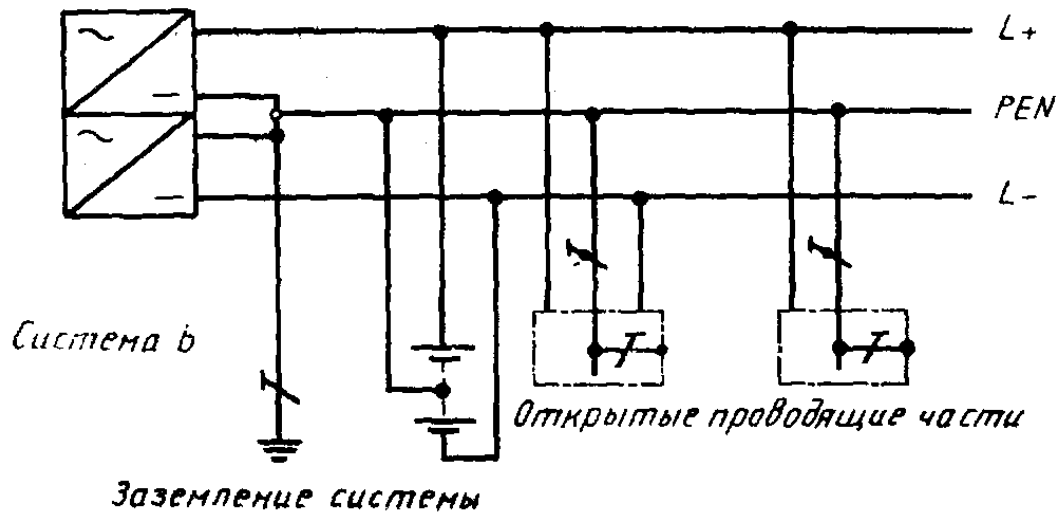 L+
PEN
L-
Система b
Открытые проводящие части
Заземление системы